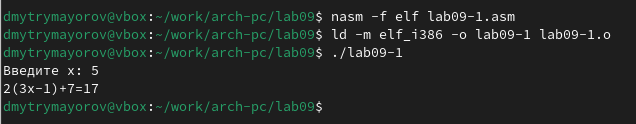 dmytrymayorov@vbox:~/work/arch-pc/lab09$ nasm -f elf lab09-1.asm
dmytrymayorov@vbox:~/work/arch-pc/lab09$ ld -m elf_i386 -o lab09-1 lab09-1.o
dmytrymayorov@vbox:~/work/arch-pc/lab09$ ./lab09-1
Введите x: 5
2(3x-1)+7=17
dmytrymayorov@vbox:~/work/arch-pc/lab09$